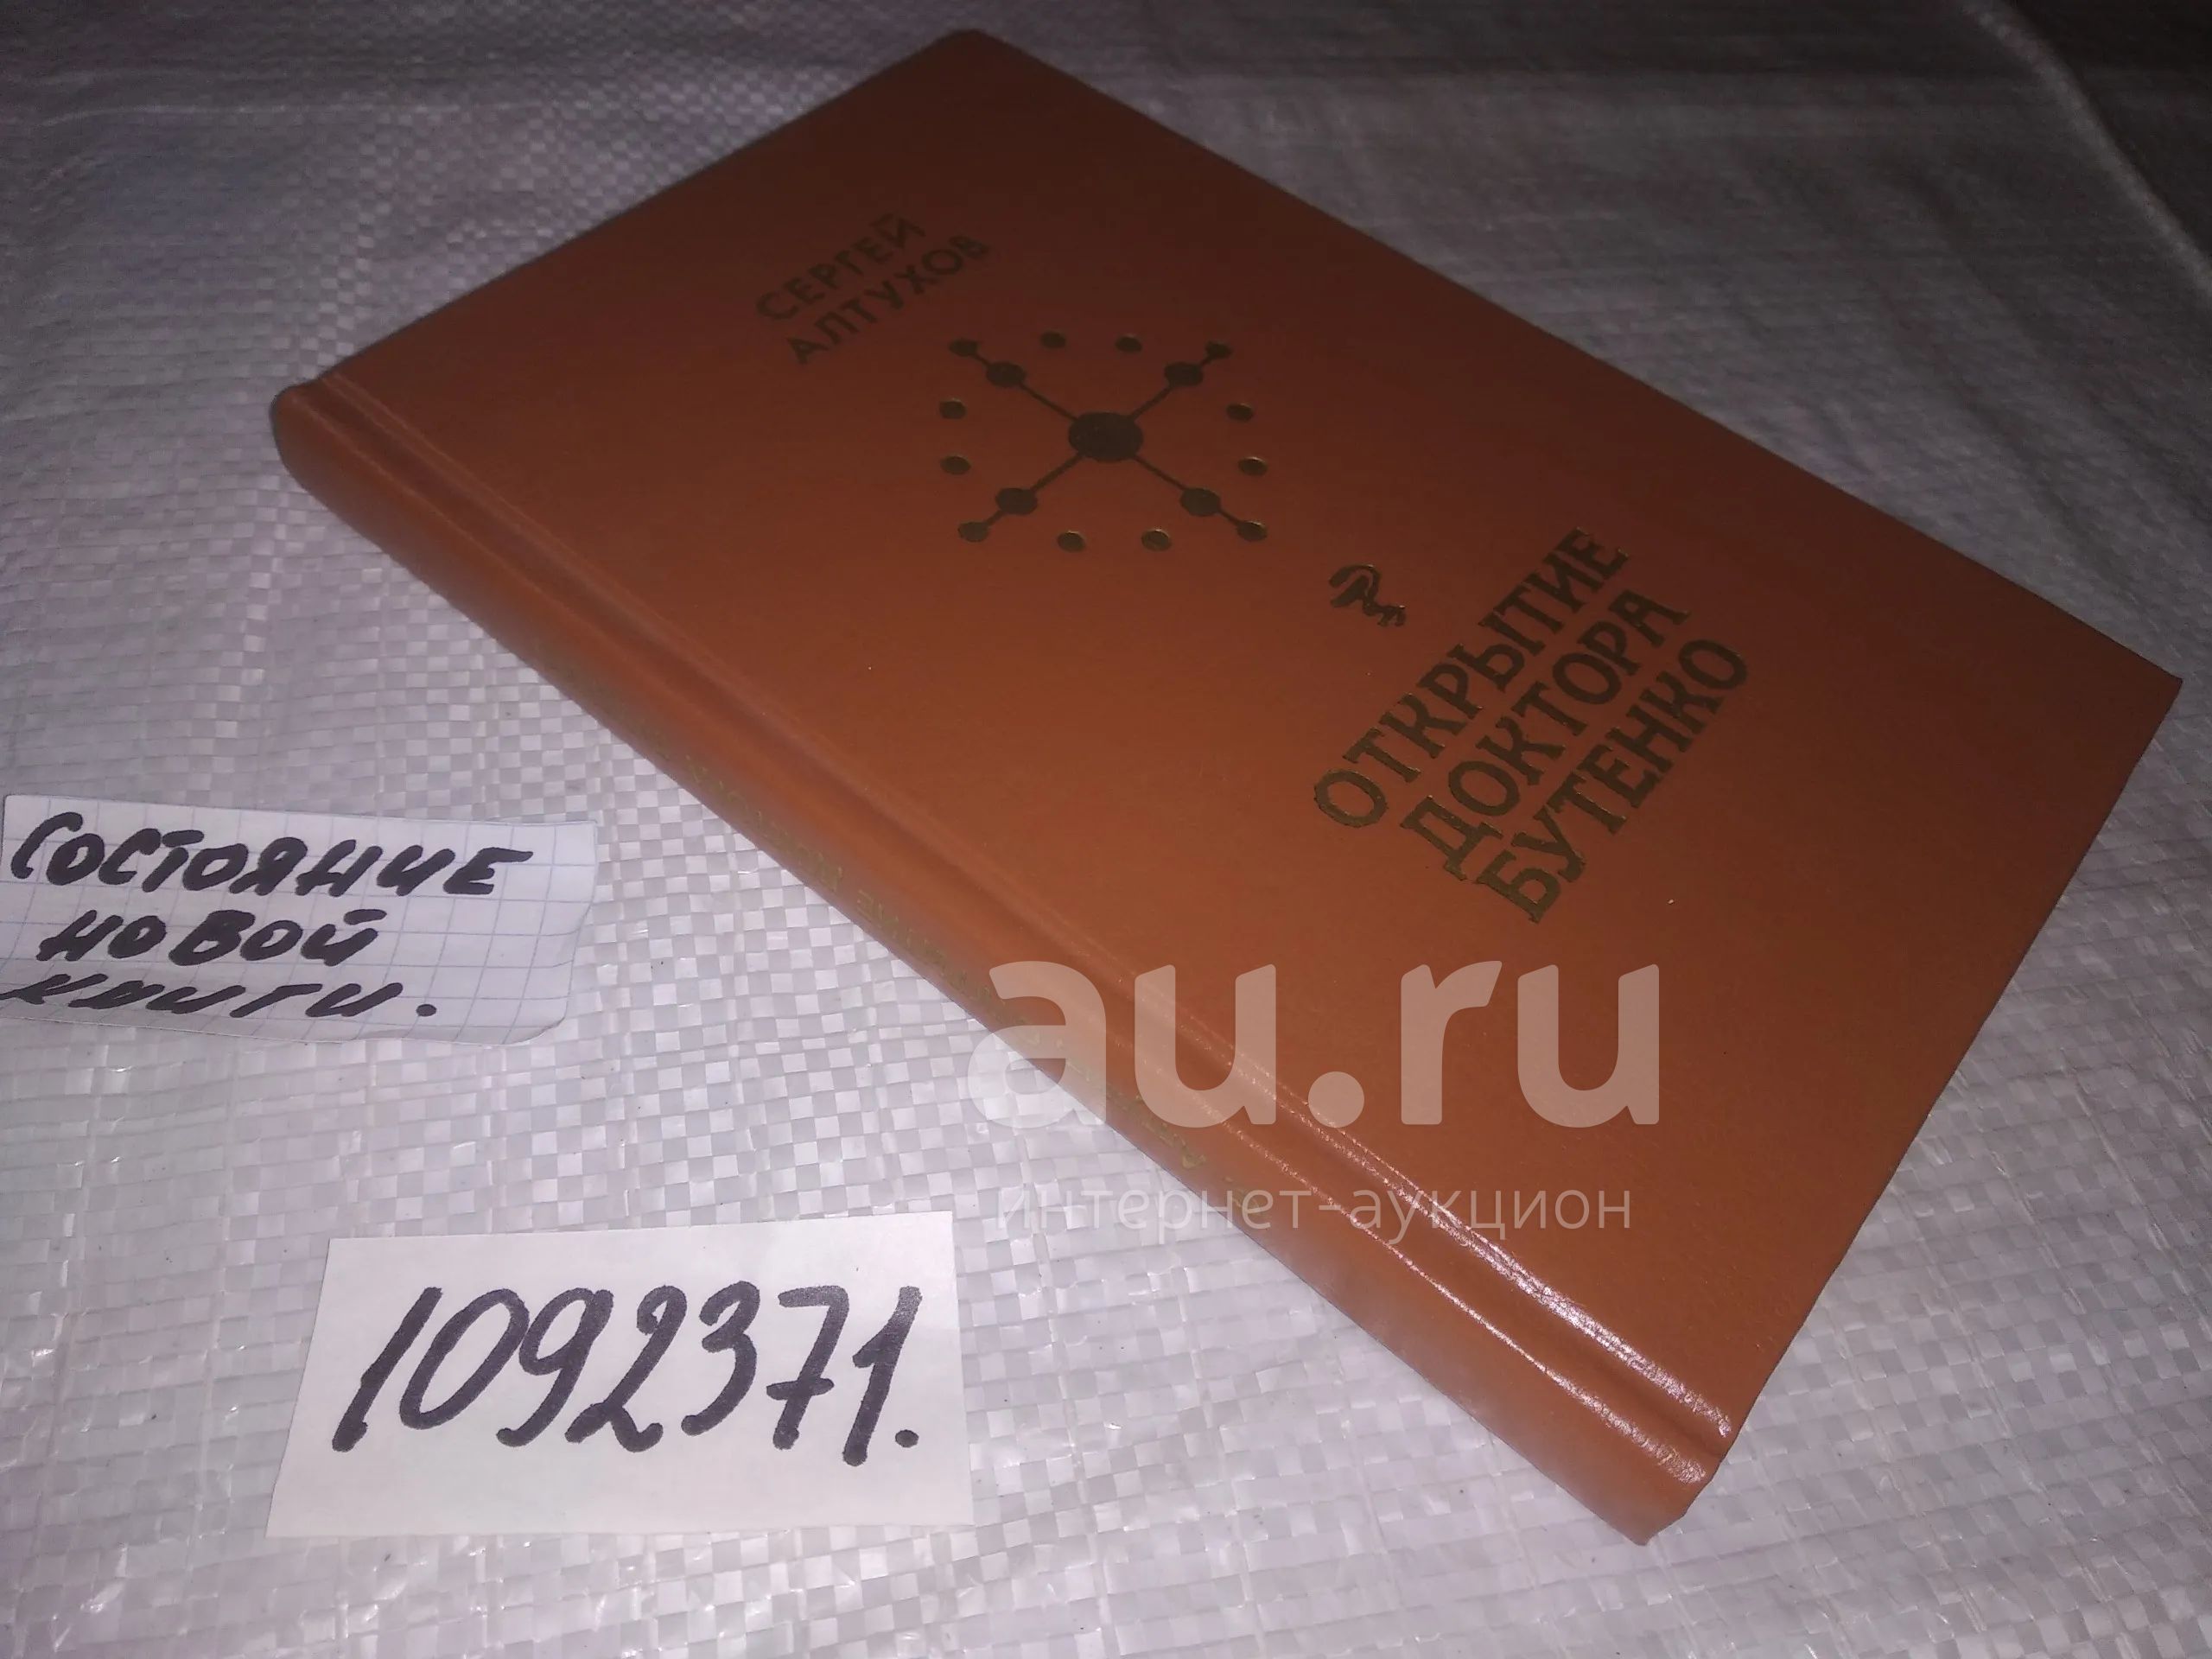 СЕРГЕЙ
АЛТУХОВ
ОТКРЫТИЕ
ДОКТОРА
БУТЕНКО
СОСТОЯНИЕ
НОВОЙ
КНИГИ.
1092371.
au.ru
интернет-аукцион